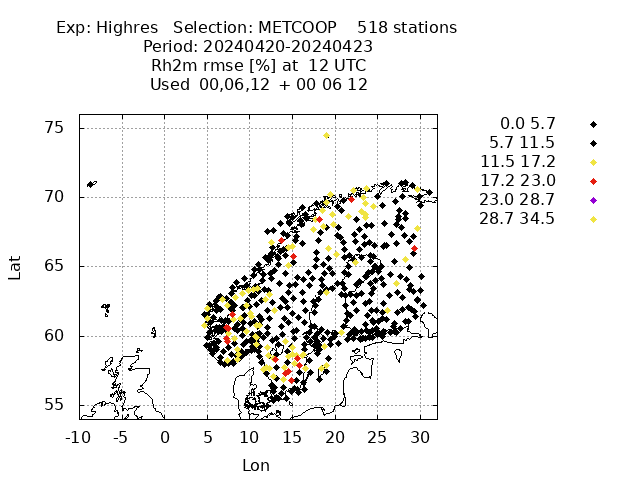 Exp: Highres   Selection: METCOOP    518 stations
Period: 20240420-20240423
Rh2m rmse [%] at  12 UTC
Used  00,06,12  + 00 06 12
0.0 5.7
5.7 11.5
11.5 17.2
17.2 23.0
23.0 28.7
28.7 34.5
75
70
65
60
55
Lat
-10 -5 0 5 10 15 20 25 30
Lon